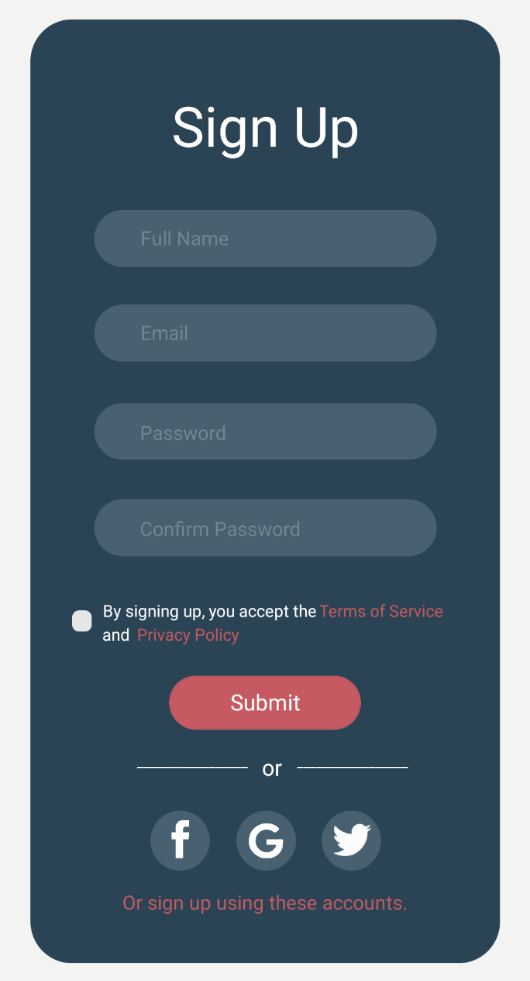 Sign Up
Full Name
Email
Password
Confirm Password
By signing up, you accept the Terms of Service
and Privacy Policy
Submit
or
f G
Or sign up using these accounts.